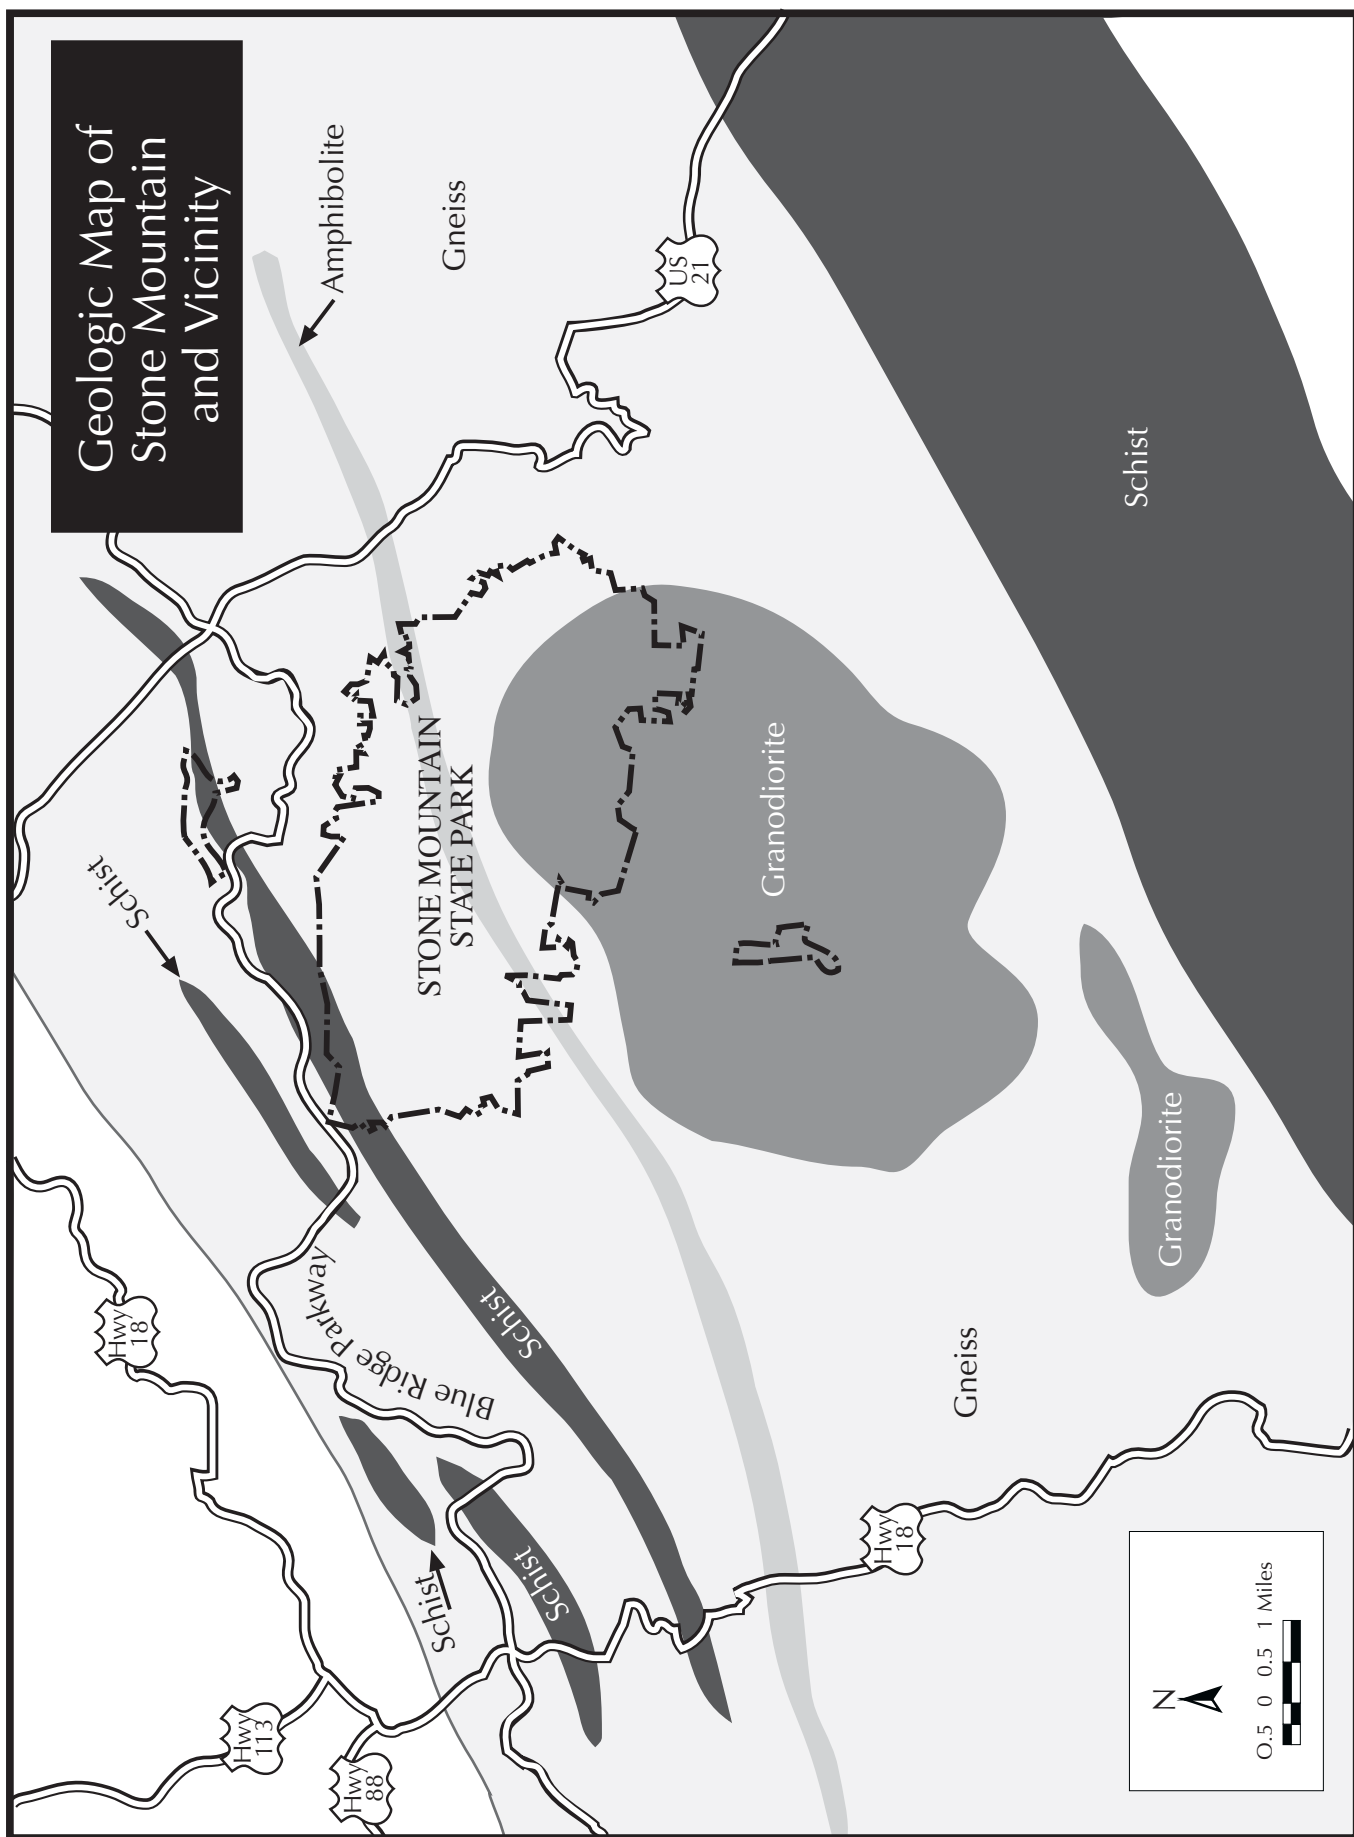 Geologic Map of
Stone Mountain
and Vicinity
Amphibolite
Gneiss
US
21
Schist
Schist
STONE MOUNTAIN
STATE PARK
Granodiorite
Granodiorite
Hwy
18
Blue Ridge Parkway
Schist
Gneiss
Schist
Schist
Hwy
18
Hwy
113
Hwy
88
N
O.5 0 0.5 1 Miles